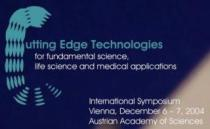 Cutting Edge Technologies
for fundamental science,
life science and medical applications
International Symposium
Vienna, December 6 – 7, 2004
Austrian Academy of Sciences